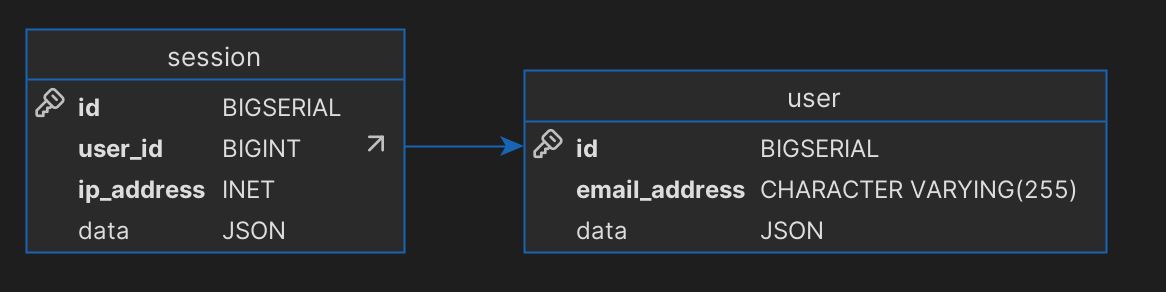 session
id BIGSERIAL
user_id BIGINT
ip_address INET
data JSON
user
id BIGSERIAL
email_address CHARACTER VARYING(255)
data JSON